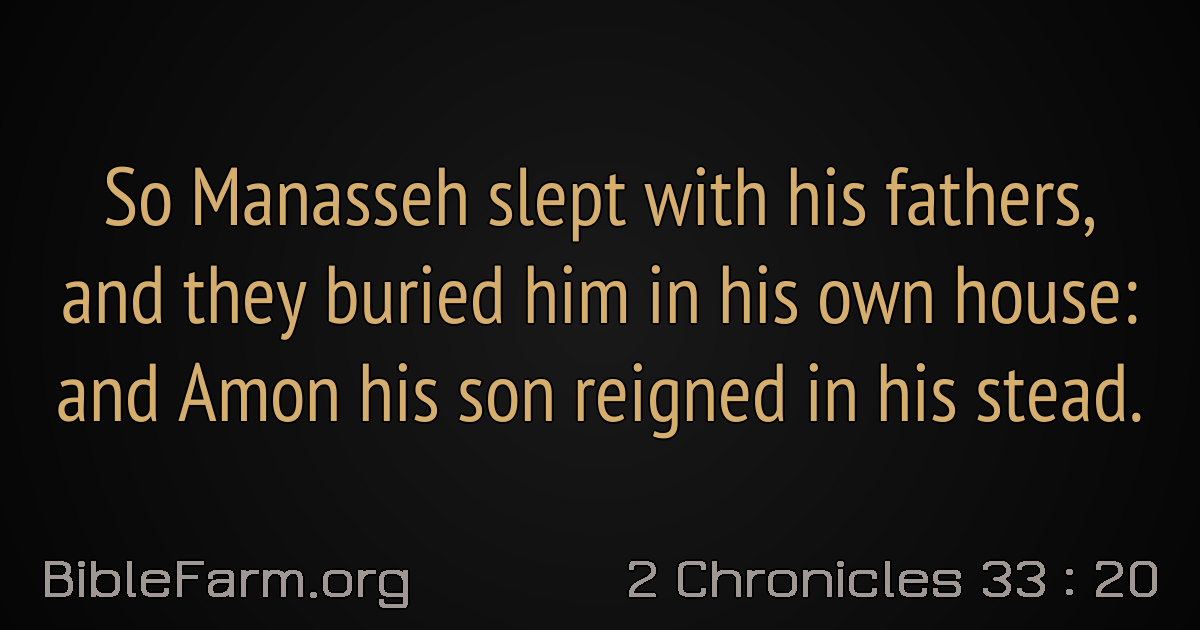 So Manasseh slept with his fathers,
and they buried him in his own house:
and Amon his son reigned in his stead.
BibleFarm.org
2 Chronicles 33 : 20